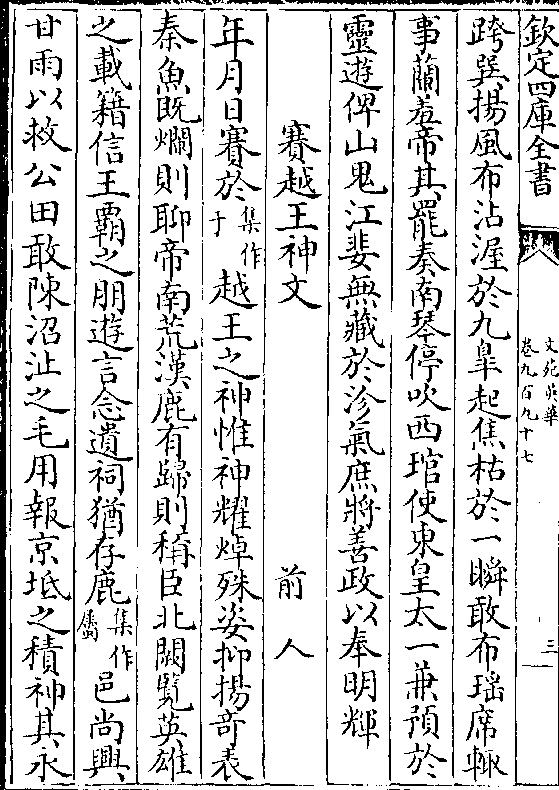 欽定四庫全書
文苑英華
卷九百九十七
三
跨巽揚風布沾渥於九臯起焦枯於一瞬敢布瑶席輙
事蘭羞帝其罷奏南琴停吹西琯使東皇太一兼預於
靈遊俾山鬼江斐無藏於沴氣庶將善政以奉明輝
賽越王神文
前人
年月日賽於集作于越王之神惟神耀焯殊姿抑揚竒表
秦魚既爛則聊帝南荒漢鹿有歸則稱臣北闕覽英雄
之載籍信王霸之朋遊言念遺祠猶存鹿集作廧邑尚興
甘雨以救公田敢陳沼沚之毛用報京坻之積神其永